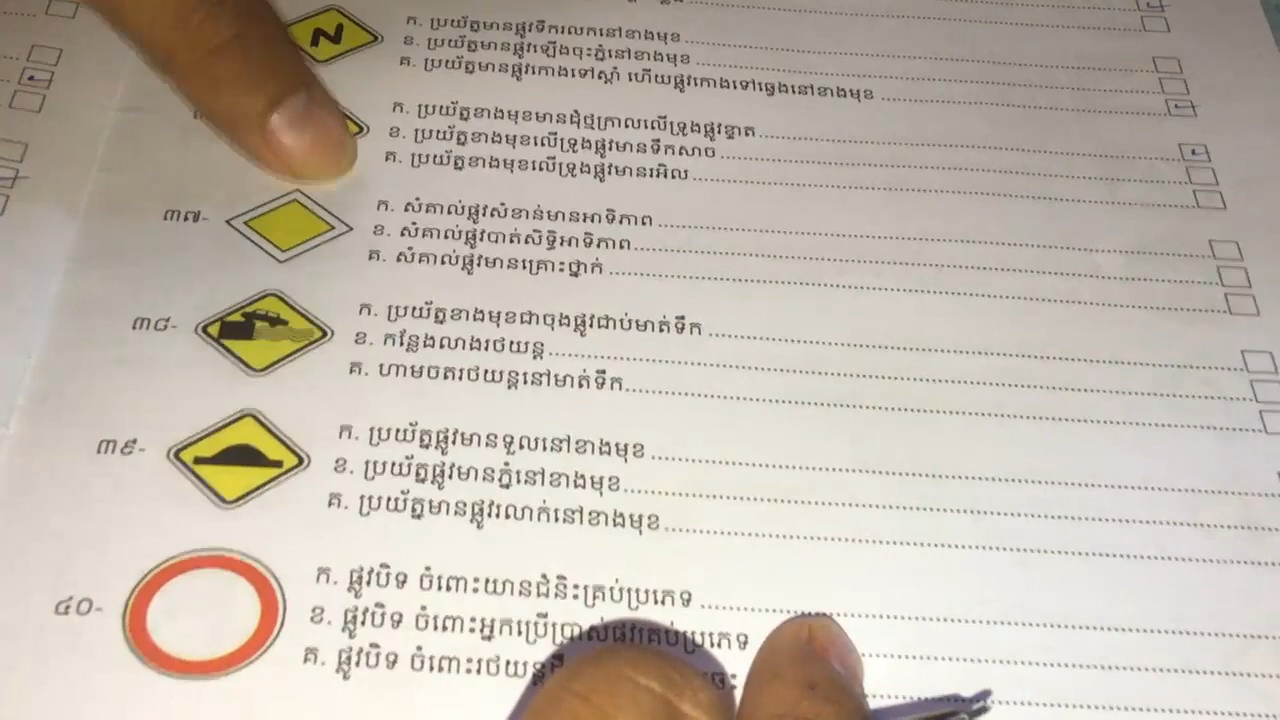 ក. ប្រយ័ត្នមានផ្លូវទឹករលកនៅខាងមុខ
ខ. ប្រយ័ត្នមានផ្លូវឡើងចុះភ្នំនៅខាងមុខ
គ. ប្រយ័ត្នមានផ្លូវកោងទៅស្ដាំ ហើយផ្លូវកោងទៅឆ្វេងនៅខាងមុខ
ក. ប្រយ័ត្នខាងមុខមានដុំថ្មក្រាលលើទ្រូងផ្លូវខ្ចាត
ខ. ប្រយ័ត្នខាងមុខលើទ្រូងផ្លូវមានទឹកសាច
គ. ប្រយ័ត្នខាងមុខលើទ្រូងផ្លូវមានរអិល
៣៧-
ក. សំគាល់ផ្លូវសំខាន់មានអាទិភាព
ខ. សំគាល់ផ្លូវបាត់សិទ្ធិអាទិភាព
គ. សំគាល់ផ្លូវមានគ្រោះថ្នាក់
៣៨-
ក. ប្រយ័ត្នខាងមុខជាចុងផ្លូវជាប់មាត់ទឹក
ខ. កន្លែងលាងរថយន្ត
គ. ហាមចតរថយន្តនៅមាត់ទឹក
៣៩-
ក. ប្រយ័ត្នផ្លូវមានទួលនៅខាងមុខ
ខ. ប្រយ័ត្នផ្លូវមានភ្នំនៅខាងមុខ
គ. ប្រយ័ត្នមានផ្លូវរលាក់នៅខាងមុខ
៤០-
ក. ផ្លូវបិទ ចំពោះយានជំនិះគ្រប់ប្រភេទ
ខ. ផ្លូវបិទ ចំពោះអ្នកប្រើប្រាស់ផ្លូវគ្រប់ប្រភេទ
គ. ផ្លូវបិទ ចំពោះរថយន្ត